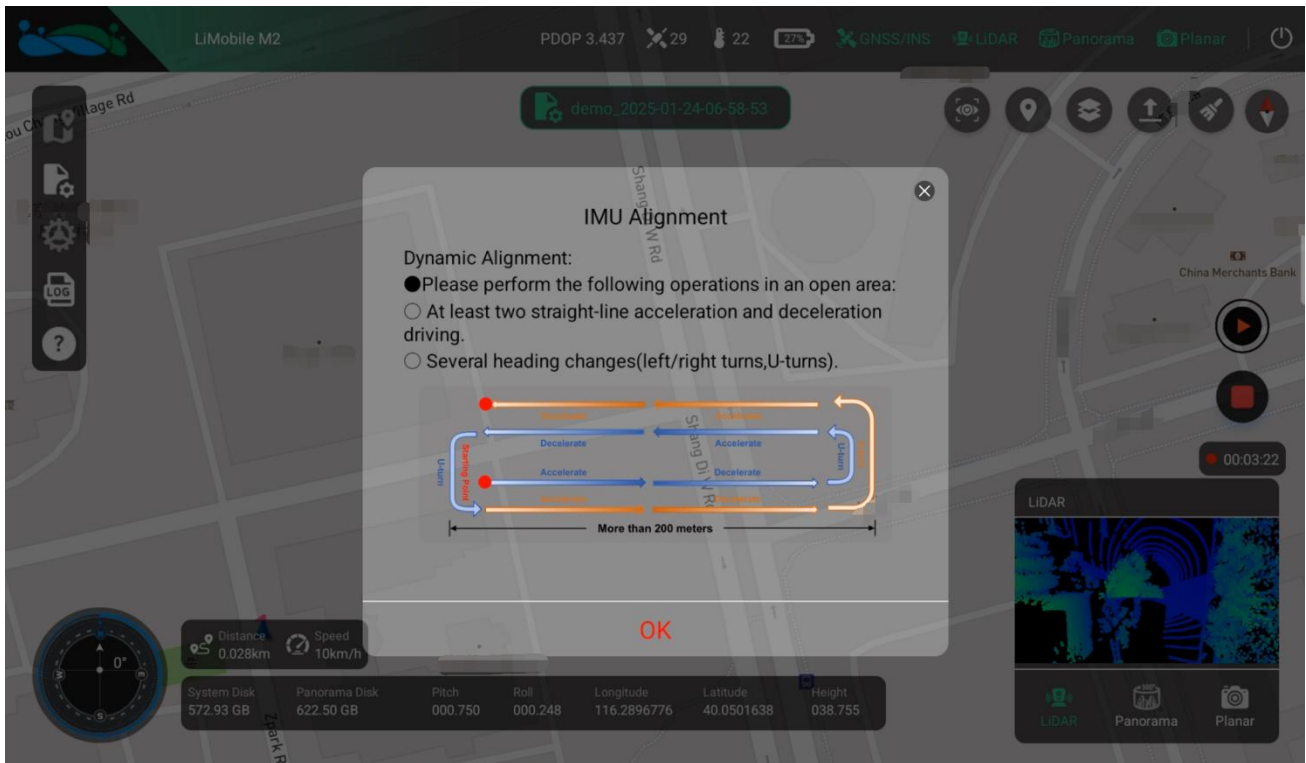 LiMobile M2
PDOP 3.437
29
22
27%
GNSS/INS
LiDAR
Panorama
Planar
Village Rd
demo_2025-01-24-06-58-53
IMU Alignment
Dynamic Alignment:
●Please perform the following operations in an open area:
○ At least two straight-line acceleration and deceleration
driving.
○ Several heading changes(left/right turns,U-turns).
Decelerate
Accelerate
U-turn
Starting Point
U-turn
Accelerate
Decelerate
More than 200 meters
OK
Shang Di W Rd
China Merchants Bank
LOG
?
00:03:22
LiDAR
Distance
0.028km
Speed
10km/h
N
E
S
W
0°
System Disk
572.93 GB
Panorama Disk
622.50 GB
Pitch
000.750
Roll
000.248
Longitude
116.2896776
Latitude
40.0501638
Height
038.755
LiDAR
Panorama
Planar